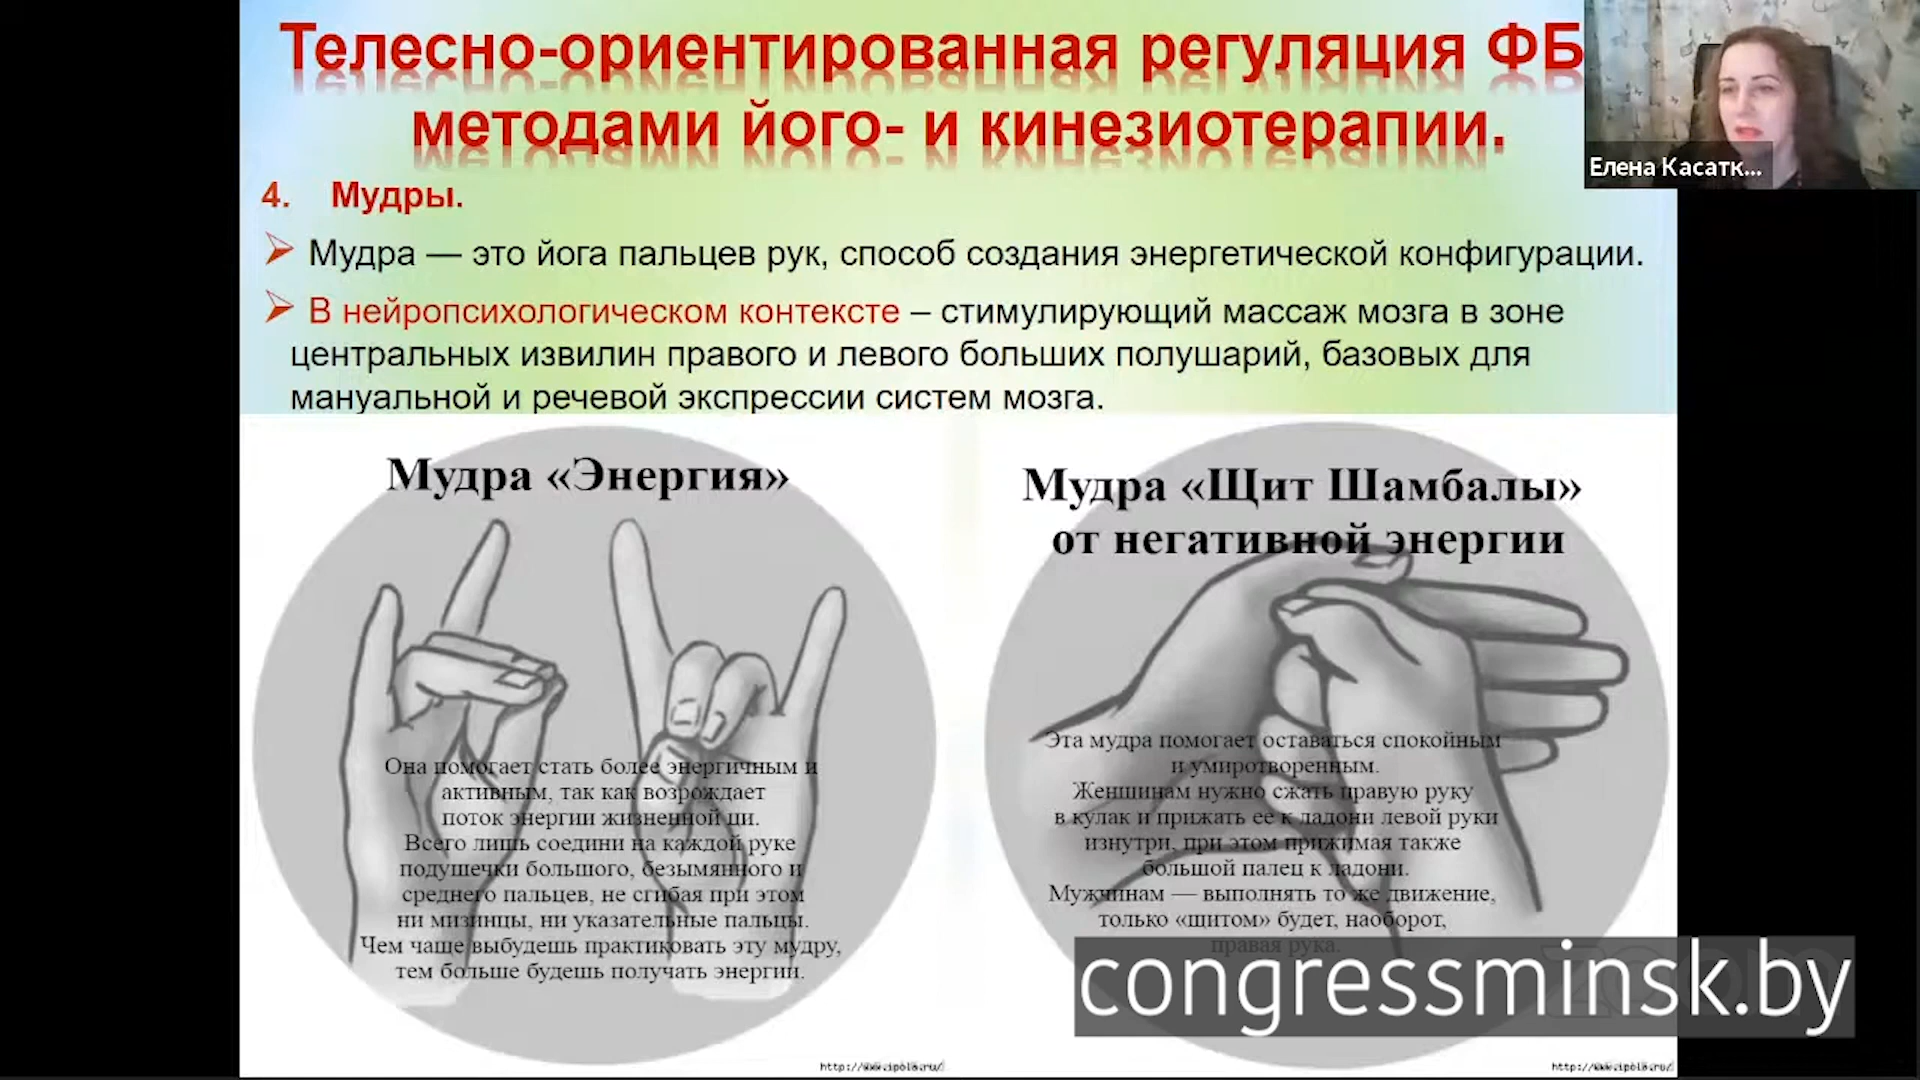 Телесно-ориентированная регуляция ФБ
методами його- и кинезиотерапии.
Елена Касатк...
4. Мудры.
Мудра — это йога пальцев рук, способ создания энергетической конфигурации.
В нейропсихологическом контексте – стимулирующий массаж мозга в зоне
центральных извилин правого и левого больших полушарий, базовых для
мануальной и речевой экспрессии систем мозга.
Мудра «Энергия»
Она помогает стать более энергичным и
активным, так как возрождает
поток энергии жизненной ци.
Всего лишь соедини на каждой руке
подушечки большого, безымянного и
среднего пальцев, не сгибая при этом
ни мизинцы, ни указательные пальцы.
Чем чаще выбудешь практиковать эту мудру,
тем больше будешь получать энергии.
Мудра «Щит Шамбалы»
от негативной энергии
Эта мудра помогает оставаться спокойным
и умиротворенным.
Женщинам нужно сжать правую руку
в кулак и прижать ее к ладони левой руки
изнутри, при этом прижимая также
большой палец к ладони.
Мужчинам — выполнять то же движение,
только «щитом» будет, наоборот,
правая рука.
zoom
congressminsk.by